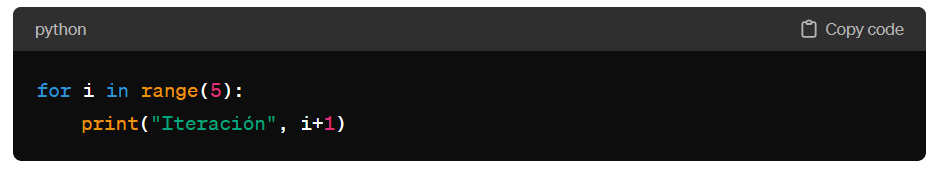 python
Copy code
for i in range(5):
    print("Iteración", i+1)